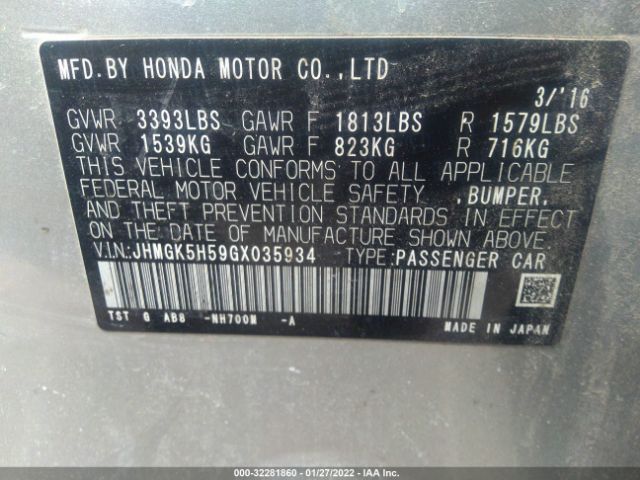 MFD.BY HONDA MOTOR CO.,LTD
3/'16
GVWR 3393LBS GAWR F 1813LBS R 1579LBS
GVWR 1539KG GAWR F 823KG R 716KG
THIS VEHICLE CONFORMS TO ALL APPLICABLE
FEDERAL MOTOR VEHICLE SAFETY ,BUMPER,
AND THEFT PREVENTION STANDARDS IN EFFECT
ON THE DATE OF MANUFACTURE SHOWN ABOVE.
V.I.N:JHMGK5H59GX035934 TYPE:PASSENGER CAR
TST G AB8 -NH700M -A
MADE IN JAPAN
000-32281860 - 01/27/2022 - IAA Inc.